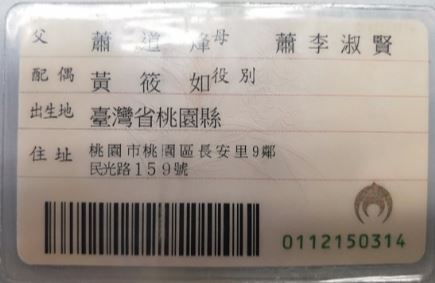 父 蕭道烽 母 蕭李淑賢
配偶 黃筱如 役別
出生地 臺灣省桃園縣
住址 桃園市桃園區長安里9鄰
民光路159號
0112150314